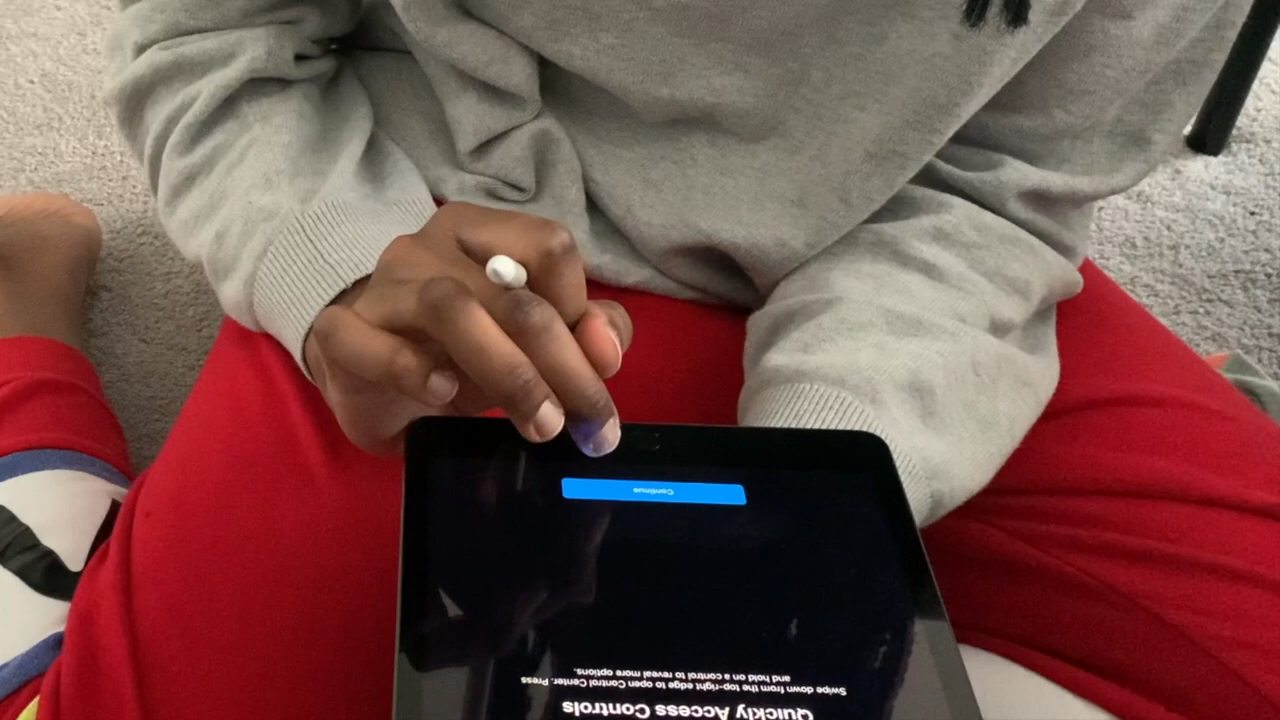 Quickly Access Controls
Swipe down from the top-right edge to open Control Center. Press
and hold on a control to reveal more options.
Continue